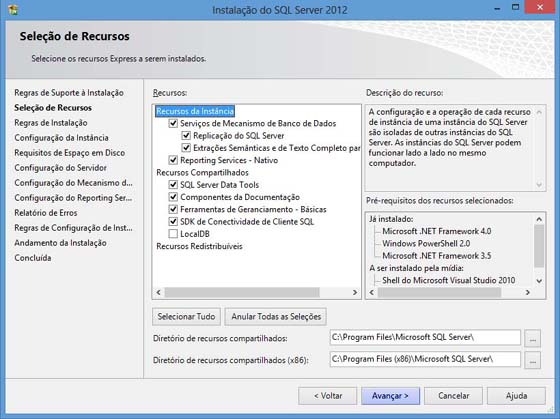 Instalação do SQL Server 2012
Seleção de Recursos
Selecione os recursos Express a serem instalados.
Regras de Suporte à Instalação
Seleção de Recursos
Regras de Instalação
Configuração da Instância
Requisitos de Espaço em Disco
Configuração do Servidor
Configuração do Mecanismo d...
Configuração do Reporting Ser...
Relatório de Erros
Regras de Configuração de Inst...
Andamento da Instalação
Concluída
Recursos:
Recursos da Instância
Serviços de Mecanismo de Banco de Dados
Replicação do SQL Server
Extrações Semânticas e de Texto Completo par
Reporting Services - Nativo
Recursos Compartilhados
SQL Server Data Tools
Componentes da Documentação
Ferramentas de Gerenciamento - Básicas
SDK de Conectividade de Cliente SQL
LocalDB
Recursos Redistribuíveis
Descrição do recurso:
A configuração e a operação de cada recurso
de instância de uma instância do SQL Server
são isoladas de outras instâncias do SQL
Server. As instâncias do SQL Server podem
funcionar lado a lado no mesmo
computador.
Pré-requisitos dos recursos selecionados:
Já instalado:
Microsoft .NET Framework 4.0
Windows PowerShell 2.0
Microsoft .NET Framework 3.5
A ser instalado pela mídia:
Shell do Microsoft Visual Studio 2010
Selecionar Tudo
Anular Todas as Seleções
Diretório de recursos compartilhados:
C:\Program Files\Microsoft SQL Server\
...
Diretório de recursos compartilhados (x86):
C:\Program Files (x86)\Microsoft SQL Server\
...
< Voltar
Avançar >
Cancelar
Ajuda